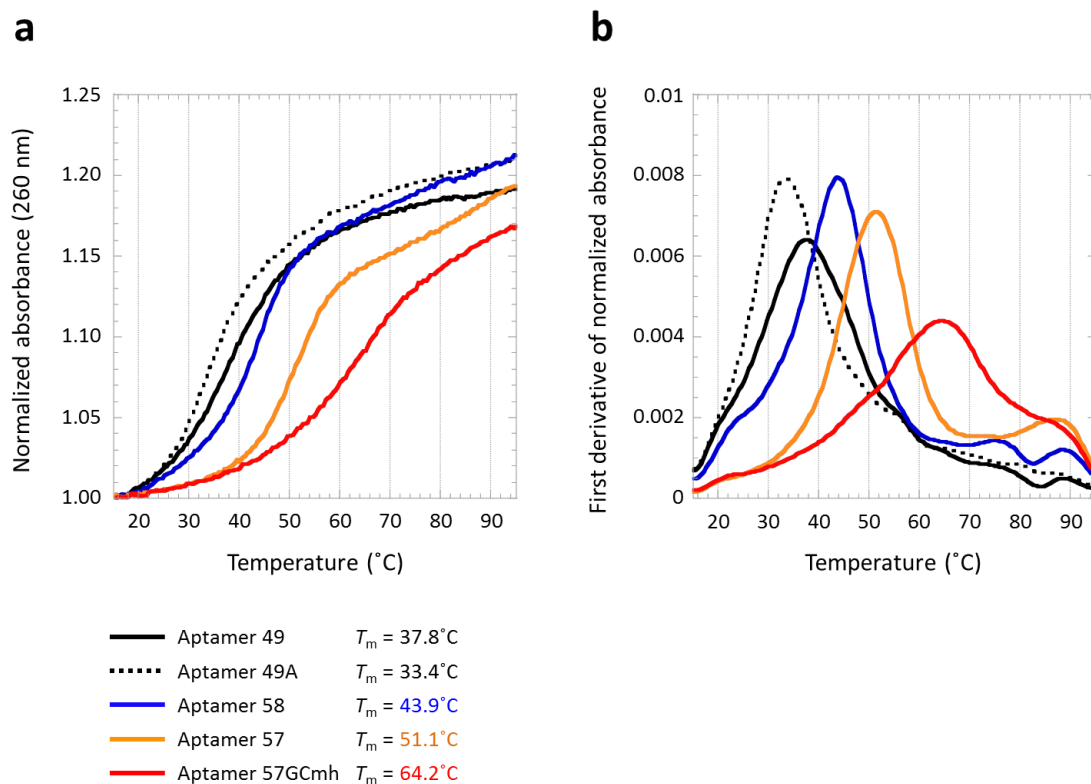 a
Normalized absorbance (260 nm)
1.25
1.20
1.15
1.10
1.05
1.00
20 30 40 50 60 70 80 90
Temperature (˚C)
b
First derivative of normalized absorbance
0.01
0.008
0.006
0.004
0.002
0
20 30 40 50 60 70 80 90
Temperature (˚C)
Aptamer 49 Tm = 37.8˚C
Aptamer 49A Tm = 33.4˚C
Aptamer 58 Tm = 43.9˚C
Aptamer 57 Tm = 51.1˚C
Aptamer 57GCmh Tm = 64.2˚C